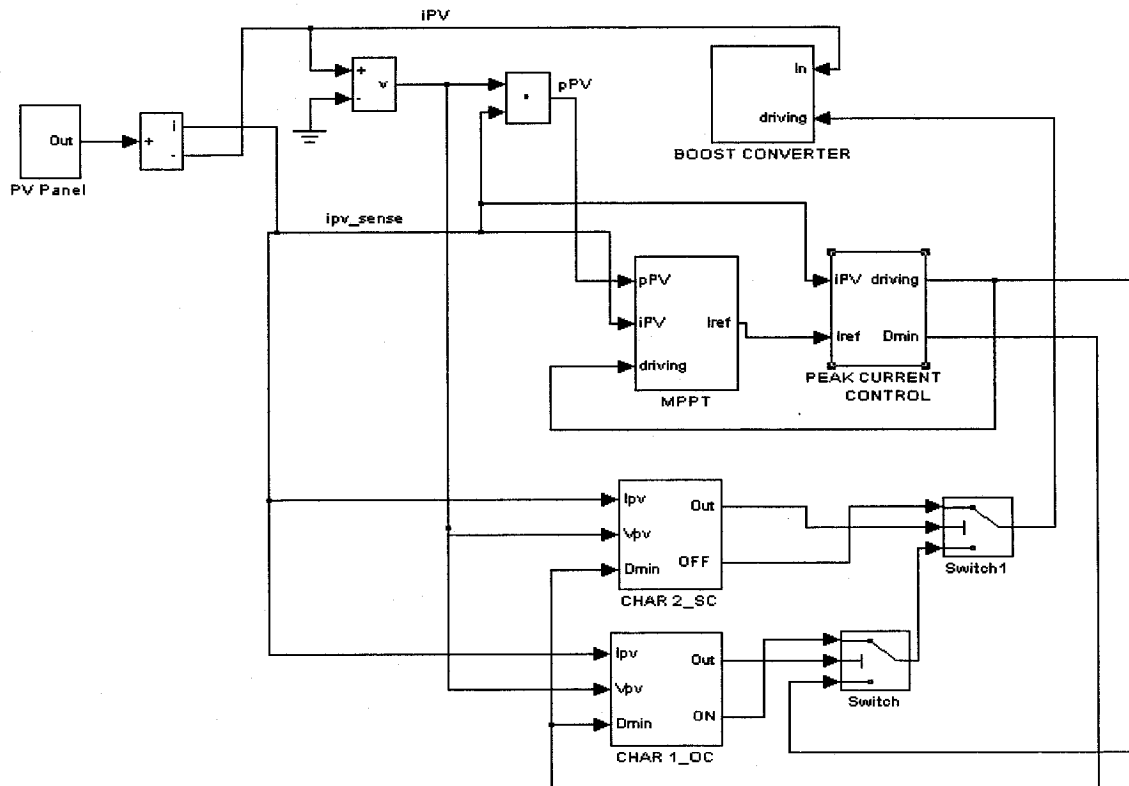 iPV
+
v
-
pPV
In
driving
BOOST CONVERTER
Out
PV Panel
+
i
-
ipv_sense
pPV
iPV
Iref
driving
MPPT
iPV driving
Iref
Dmin
PEAK CURRENT
CONTROL
Ipv
Out
Vpv
OFF
Dmin
CHAR 2_SC
Switch1
Ipv
Out
Vpv
ON
Dmin
CHAR 1_OC
Switch